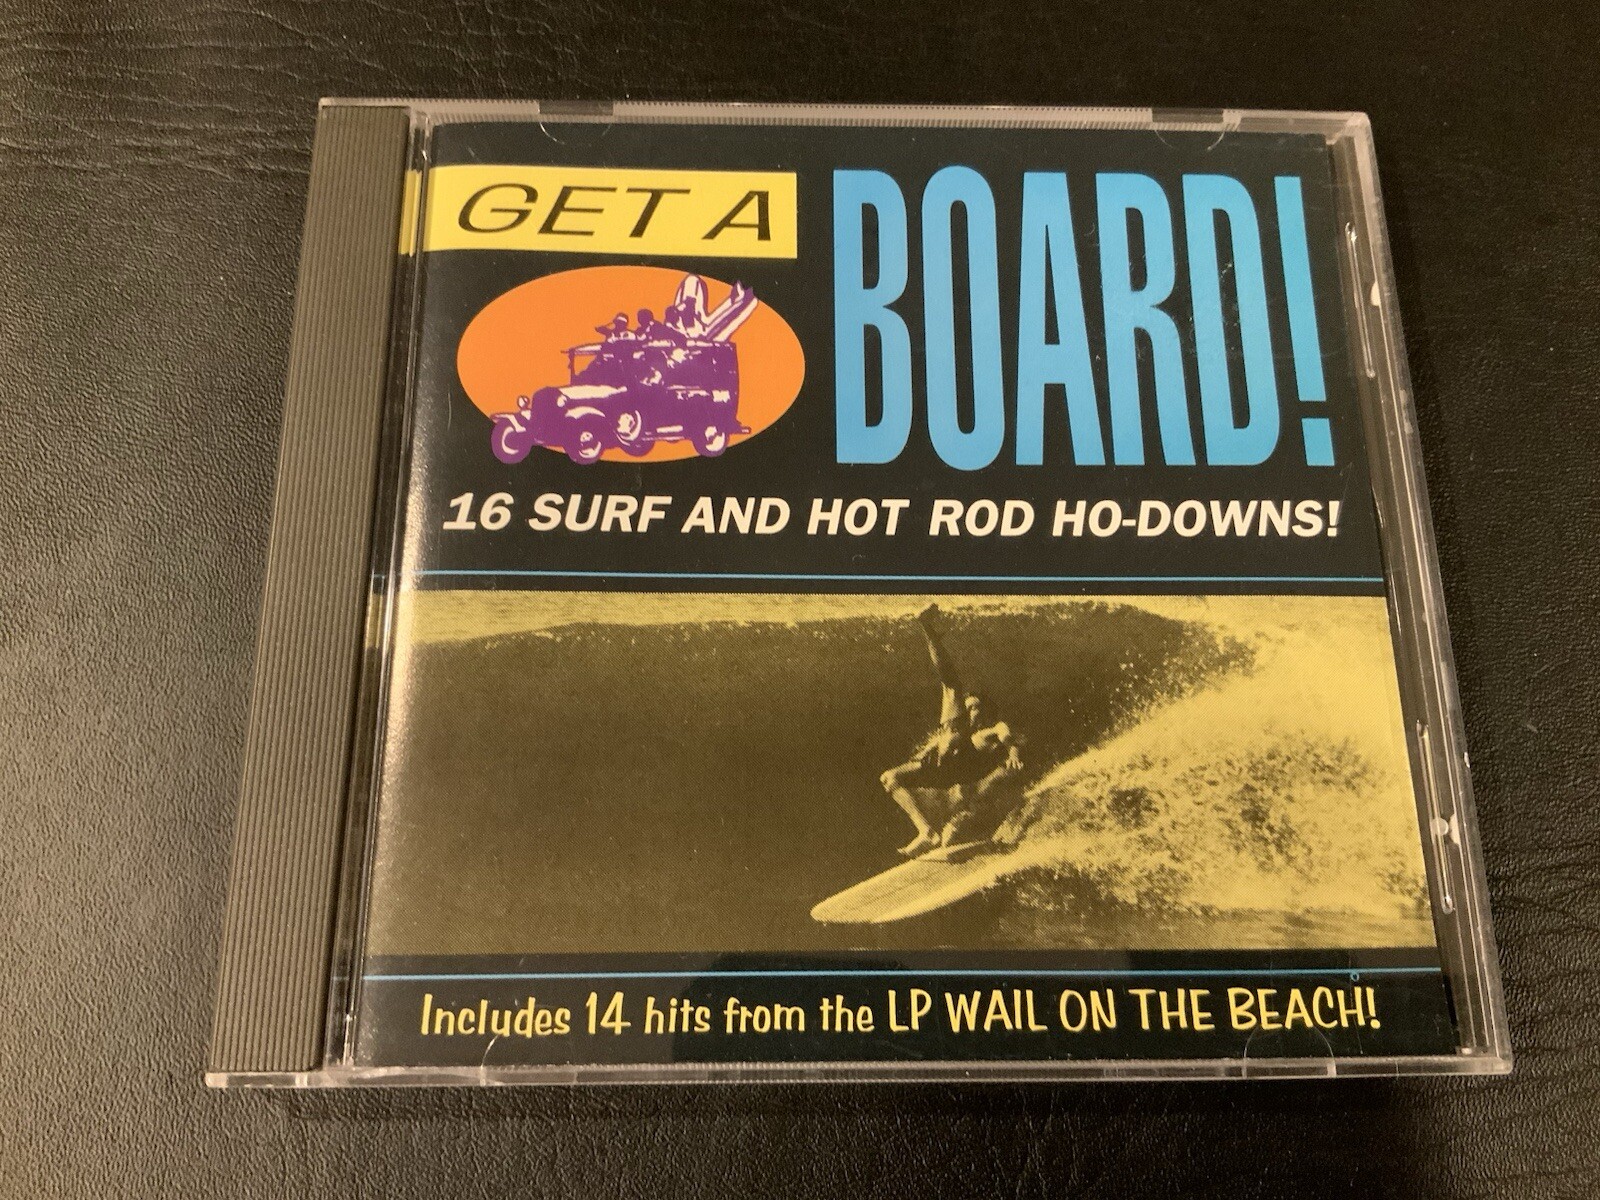 GET A
BOARD!
16 SURF AND HOT ROD HO-DOWNS!
Includes 14 hits from the LP WAIL ON THE BEACH!